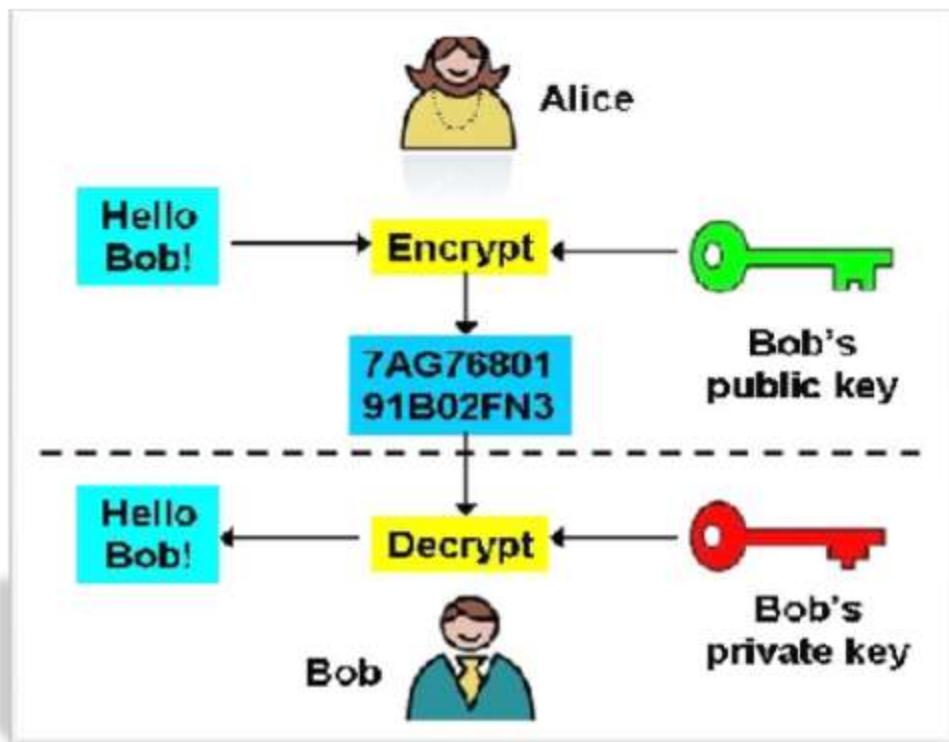 Alice
Hello
Bob!
Encrypt
Bob's
public key
7AG76801
91B02FN3
Hello
Bob!
Decrypt
Bob's
private key
Bob